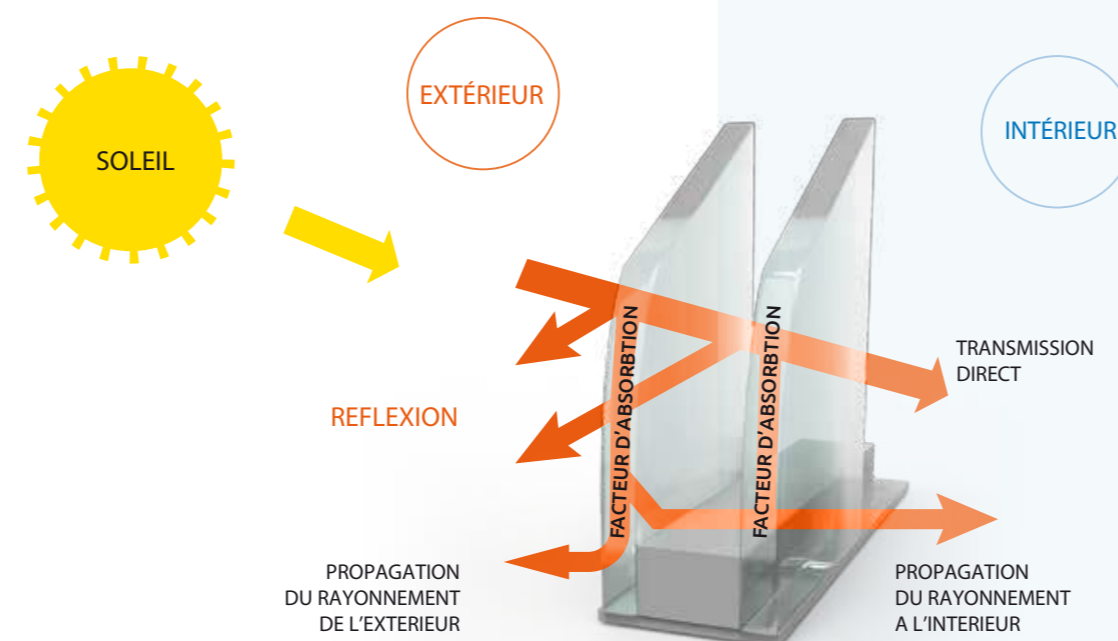 SOLEIL
EXTÉRIEUR
INTÉRIEUR
FACTEUR D'ABSORBTION
FACTEUR D'ABSORBTION
TRANSMISSION
DIRECT
REFLEXION
PROPAGATION
DU RAYONNEMENT
DE L'EXTERIEUR
PROPAGATION
DU RAYONNEMENT
A L'INTERIEUR